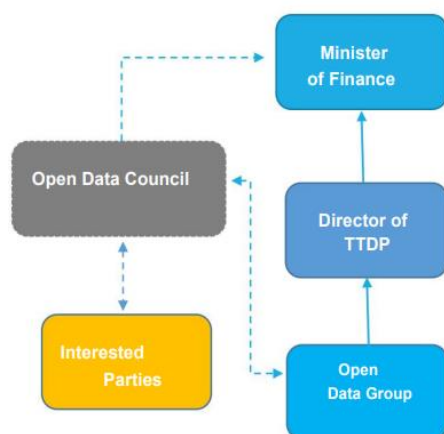 Minister
of Finance
Open Data Council
Director of
TTDP
Interested
Parties
Open
Data Group